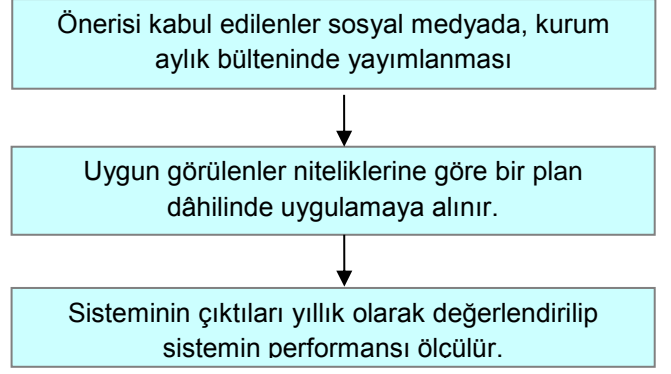 Önerisi kabul edilenler sosyal medyada, kurum
aylık bülteninde yayımlanması
Uygun görülenler niteliklerine göre bir plan
dâhilinde uygulamaya alınır.
Sisteminin çıktıları yıllık olarak değerlendirilip
sistemin performansı ölçülür.